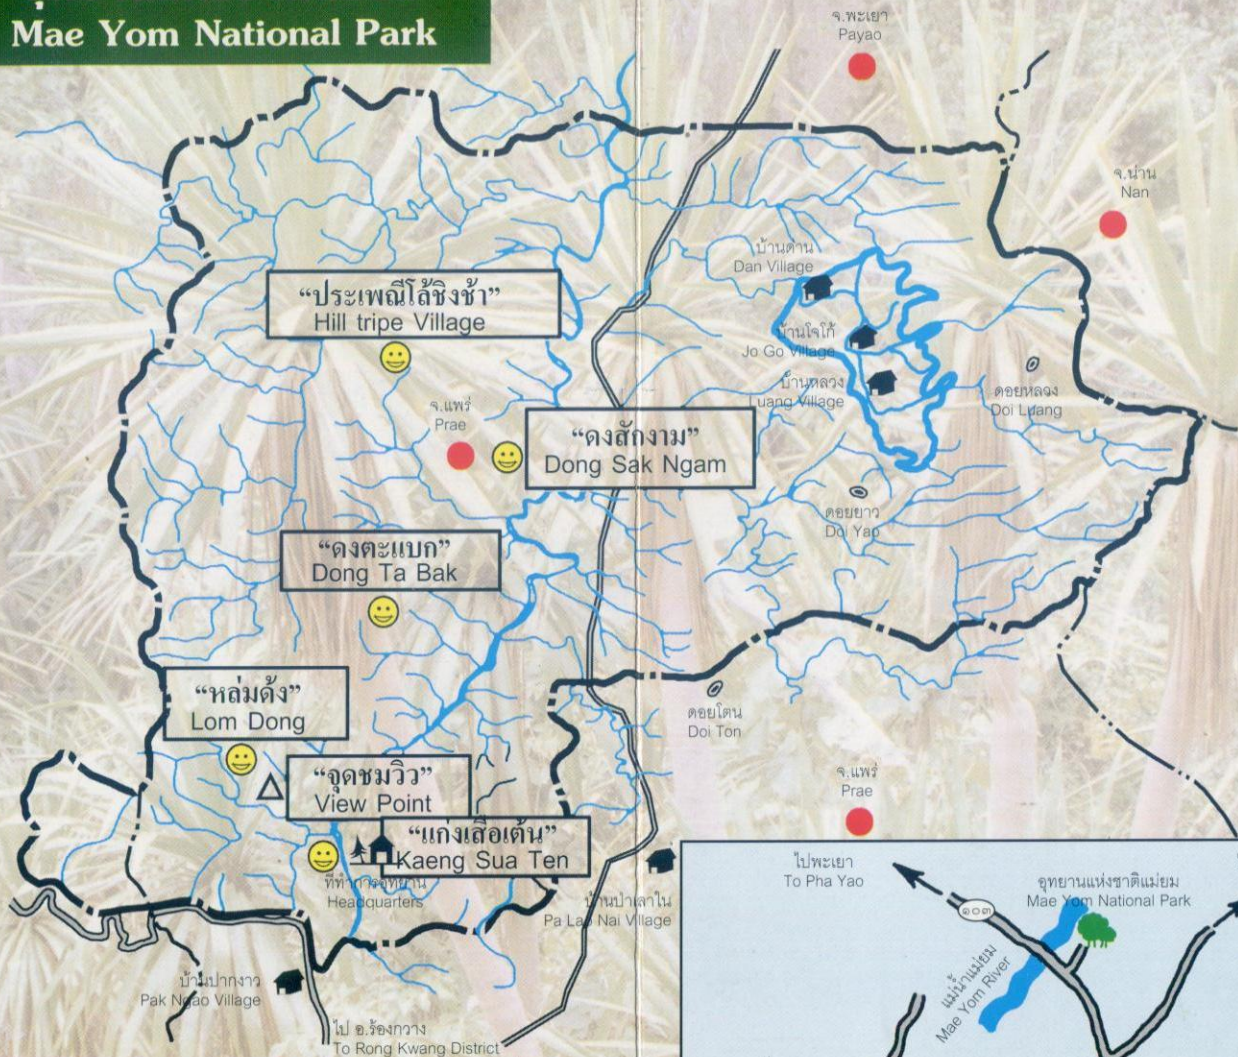 Mae Yom National Park
จ.พะเยา
Payao
จ.น่าน
Nan
บ้านด่าน
Dan Village
“ประเพณีโล้ชิงช้า”
Hill tripe Village
บ้านโจโก้
Jo Go Village
บ้านหลวง
Luang Village
ดอยหลวง
Doi Luang
จ.แพร่
Prae
“ดงสักงาม”
Dong Sak Ngam
ดอยยาว
Doi Yao
“ดงตะแบก”
Dong Ta Bak
“หล่มด้ง”
Lom Dong
ดอยโตน
Doi Ton
“จุดชมวิว”
View Point
จ.แพร่
Prae
“แก่งเสือเต้น”
Kaeng Sua Ten
ที่ทำการอุทยาน
Headquarters
บ้านป่าเลาใน
Pa Lao Nai Village
ไปพะเยา
To Pha Yao
อุทยานแห่งชาติแม่ยม
Mae Yom National Park
๑๐๓
แม่น้ำแม่ยม
Mae Yom River
บ้านปากงาว
Pak Ngao Village
ไป อ.ร้องกวาง
To Rong Kwang District